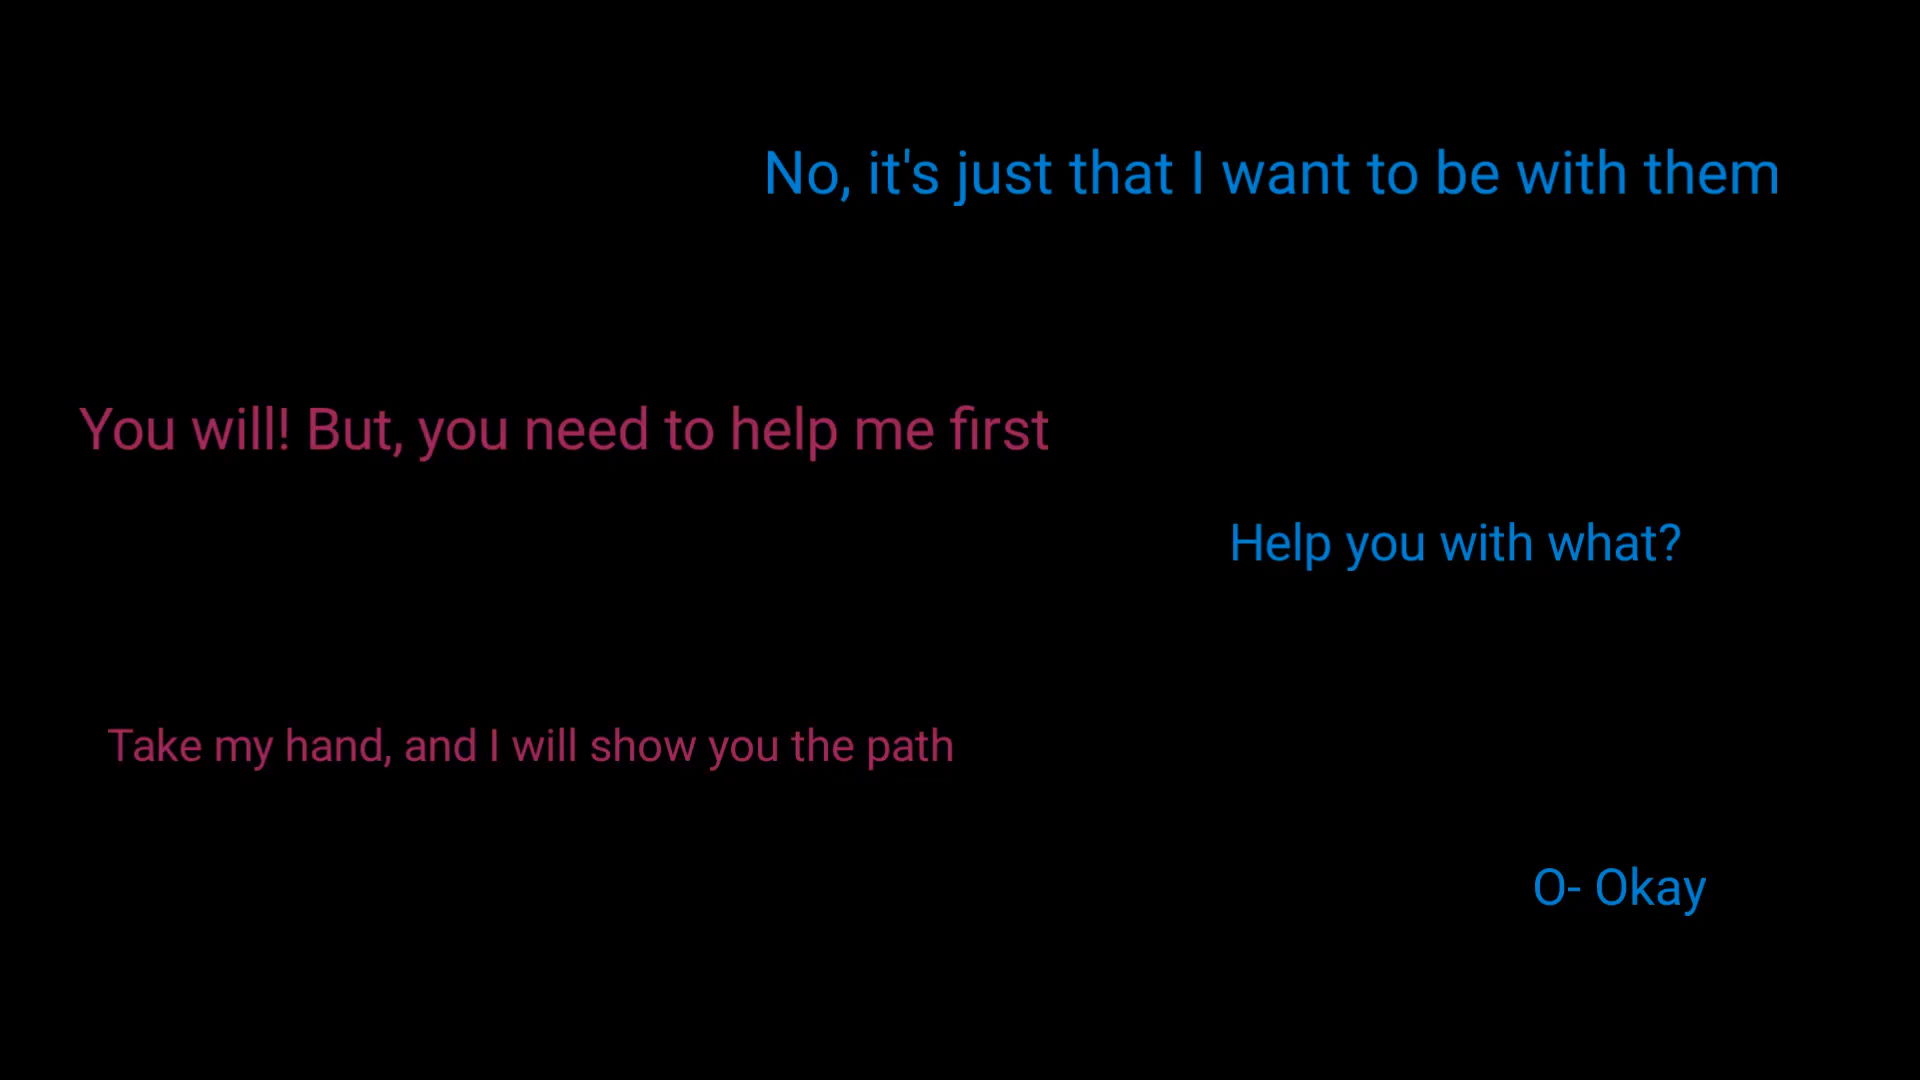 No, it's just that I want to be with them
You will! But, you need to help me first
Help you with what?
Take my hand, and I will show you the path
O- Okay